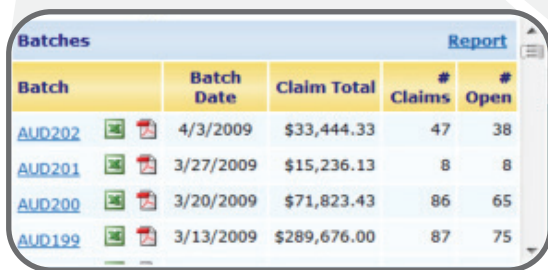 Batches Report
Batch Batch Date Claim Total # Claims # Open
AUD202 4/3/2009 $33,444.33 47 38
AUD201 3/27/2009 $15,236.13 8 8
AUD200 3/20/2009 $71,823.43 86 65
AUD199 3/13/2009 $289,676.00 87 75